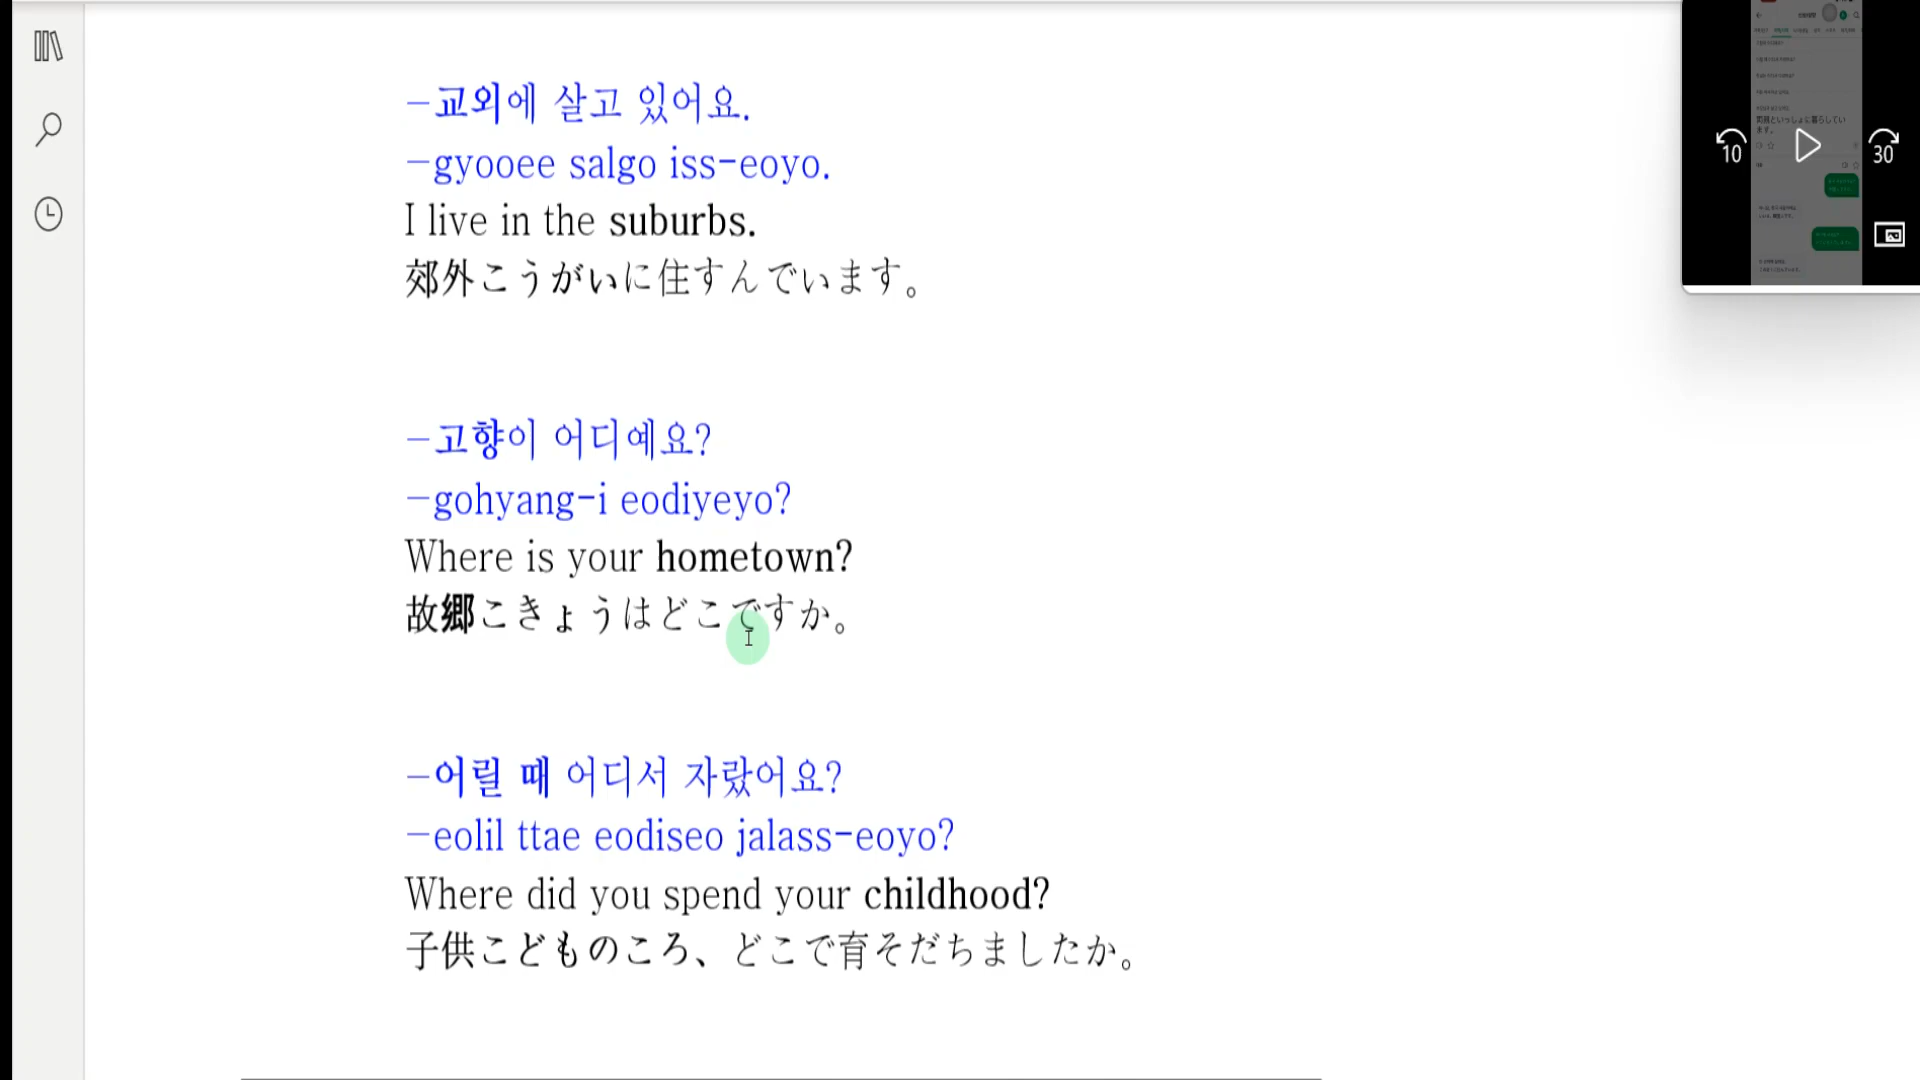 –교외에 살고 있어요.
–gyooee salgo iss-eoyo.
I live in the suburbs.
郊外こうがいに住すんでいます。
–고향이 어디예요?
–gohyang-i eodiyeyo?
Where is your hometown?
故郷こきょうはどこですか。
–어릴 때 어디서 자랐어요?
–eolil ttae eodiseo jalass-eoyo?
Where did you spend your childhood?
子供こどものころ、どこで育そだちましたか。
10
30